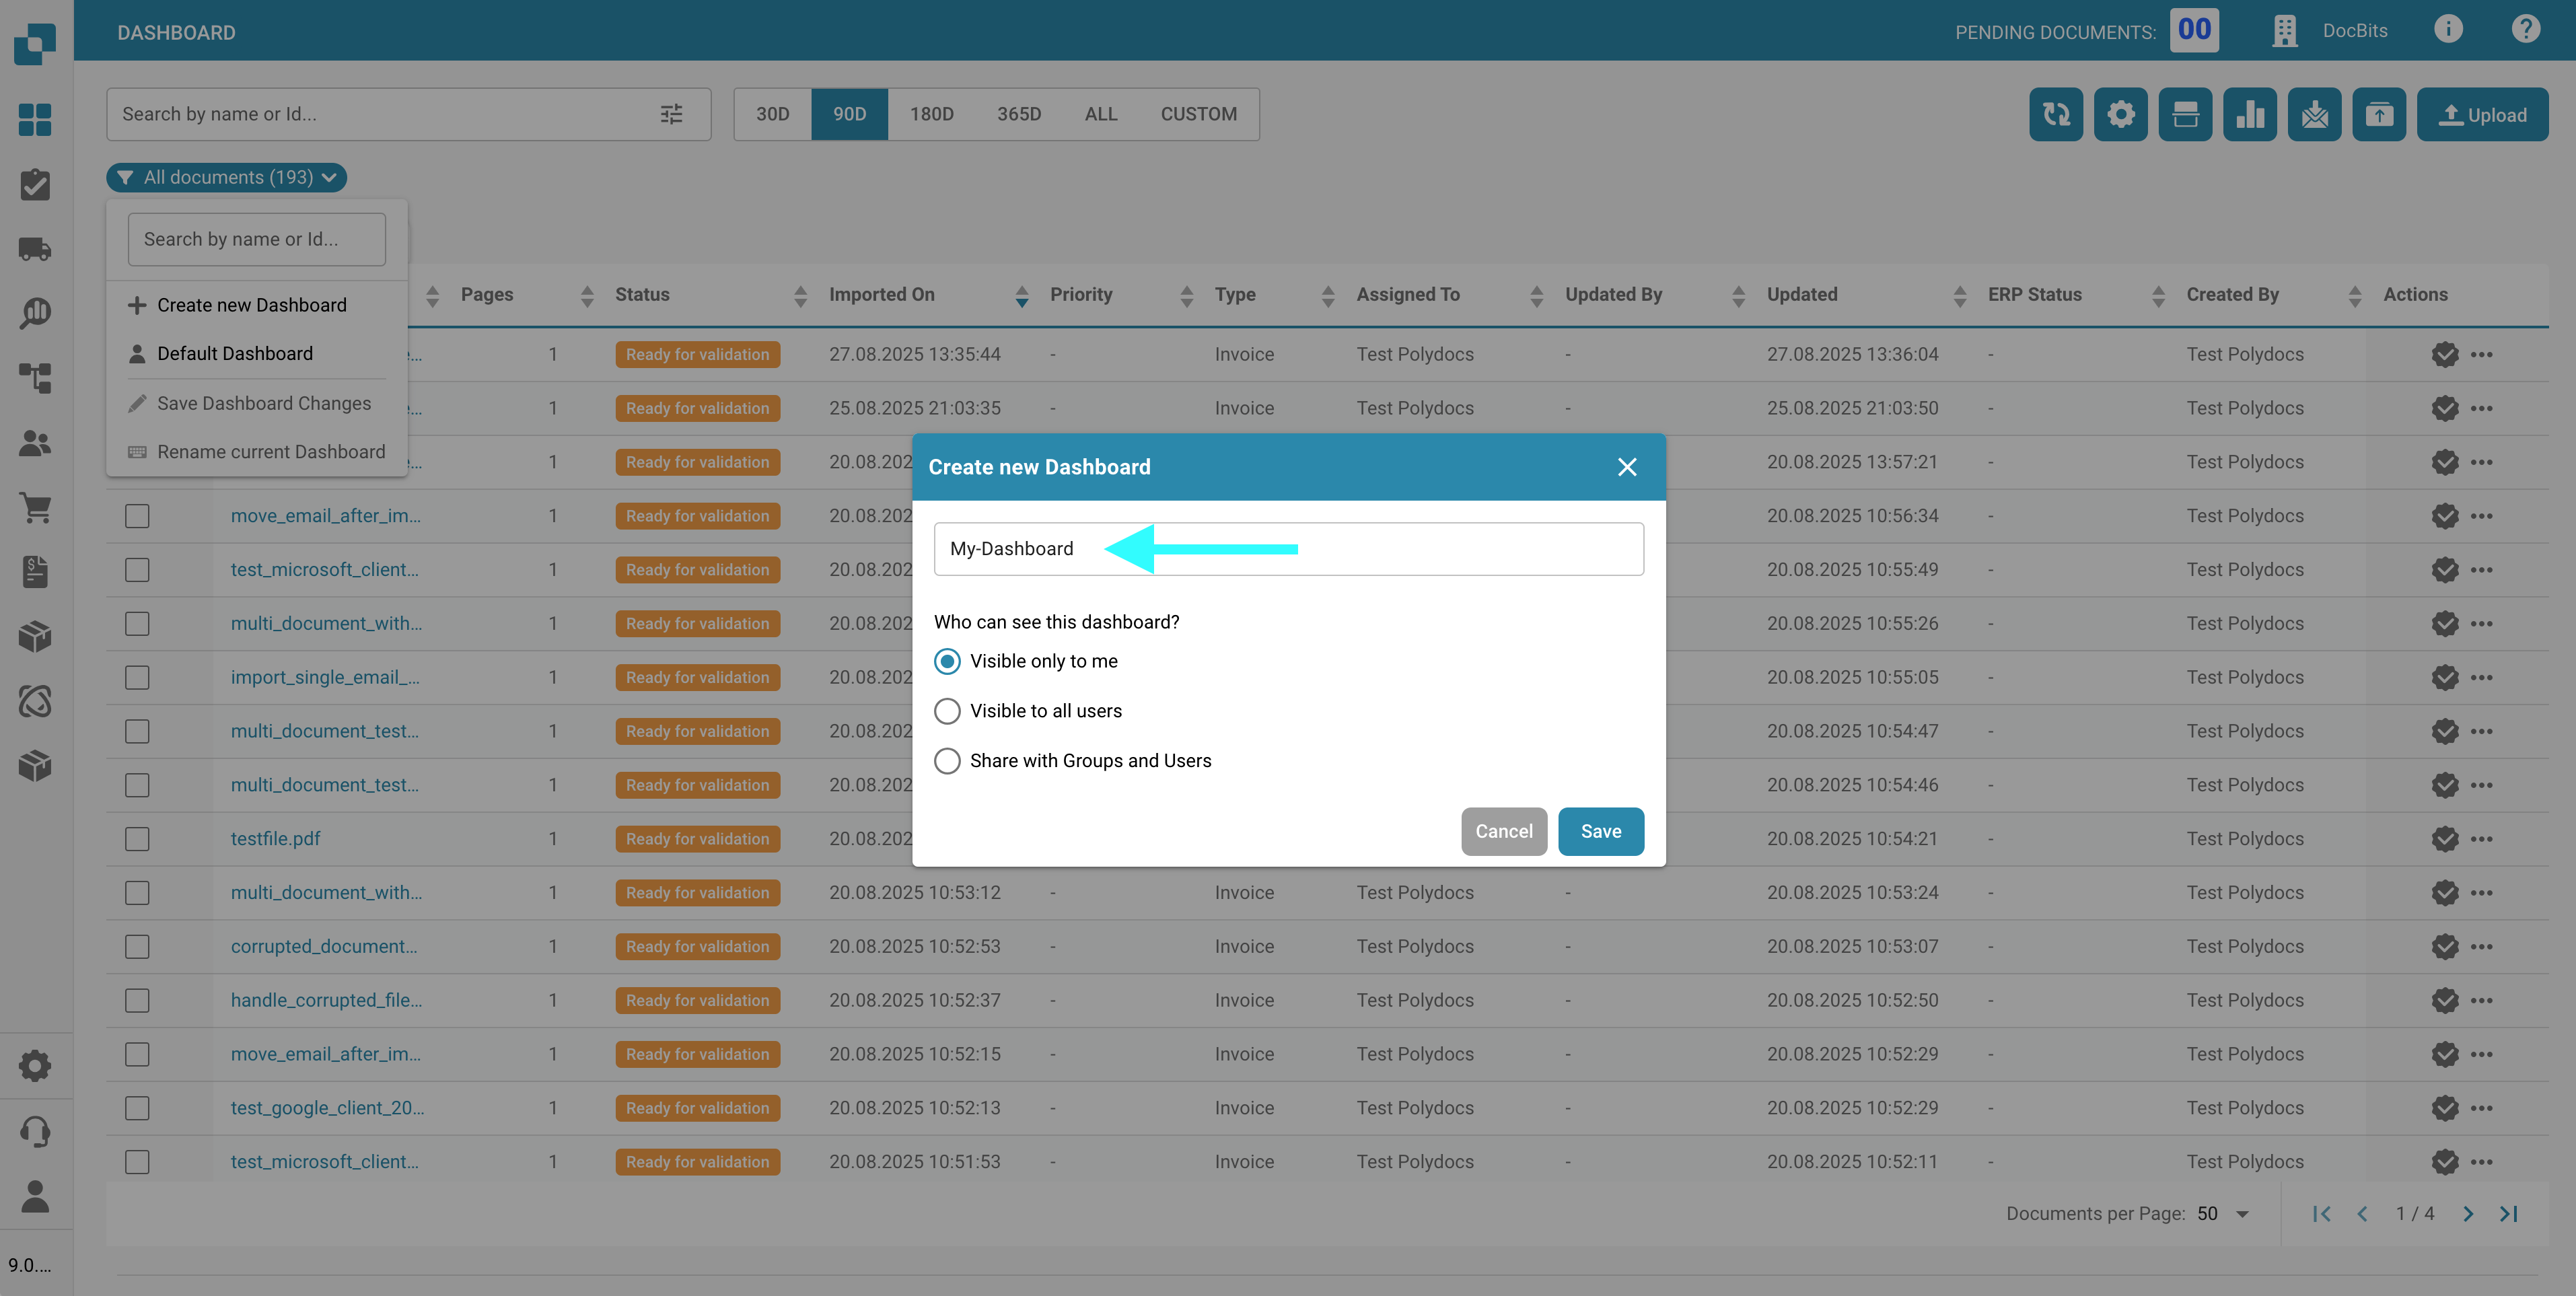 DASHBOARD
PENDING DOCUMENTS: 00 DocBits
Search by name or Id... 30D 90D 180D 365D ALL CUSTOM Upload
All documents (193)
Search by name or Id...
Create new Dashboard
Default Dashboard
Save Dashboard Changes
Rename current Dashboard
Pages Status Imported On Priority Type Assigned To Updated By Updated ERP Status Created By Actions
e... 1 Ready for validation 27.08.2025 13:35:44 - Invoice Test Polydocs - 27.08.2025 13:36:04 - Test Polydocs
e... 1 Ready for validation 25.08.2025 21:03:35 - Invoice Test Polydocs - 25.08.2025 21:03:50 - Test Polydocs
e... 1 Ready for validation 20.08.202 20.08.2025 13:57:21 - Test Polydocs
move_email_after_im... 1 Ready for validation 20.08.202 20.08.2025 10:56:34 - Test Polydocs
test_microsoft_client... 1 Ready for validation 20.08.202 20.08.2025 10:55:49 - Test Polydocs
multi_document_with... 1 Ready for validation 20.08.202 20.08.2025 10:55:26 - Test Polydocs
import_single_email_... 1 Ready for validation 20.08.202 20.08.2025 10:55:05 - Test Polydocs
multi_document_test... 1 Ready for validation 20.08.202 20.08.2025 10:54:47 - Test Polydocs
multi_document_test... 1 Ready for validation 20.08.202 20.08.2025 10:54:46 - Test Polydocs
testfile.pdf 1 Ready for validation 20.08.202 20.08.2025 10:54:21 - Test Polydocs
multi_document_with... 1 Ready for validation 20.08.2025 10:53:12 - Invoice Test Polydocs - 20.08.2025 10:53:24 - Test Polydocs
corrupted_document... 1 Ready for validation 20.08.2025 10:52:53 - Invoice Test Polydocs - 20.08.2025 10:53:07 - Test Polydocs
handle_corrupted_file... 1 Ready for validation 20.08.2025 10:52:37 - Invoice Test Polydocs - 20.08.2025 10:52:50 - Test Polydocs
move_email_after_im... 1 Ready for validation 20.08.2025 10:52:15 - Invoice Test Polydocs - 20.08.2025 10:52:29 - Test Polydocs
test_google_client_20... 1 Ready for validation 20.08.2025 10:52:13 - Invoice Test Polydocs - 20.08.2025 10:52:29 - Test Polydocs
test_microsoft_client... 1 Ready for validation 20.08.2025 10:51:53 - Invoice Test Polydocs - 20.08.2025 10:52:11 - Test Polydocs
Create new Dashboard
My-Dashboard
Who can see this dashboard?
Visible only to me
Visible to all users
Share with Groups and Users
Cancel Save
Documents per Page: 50 1 / 4
9.0....